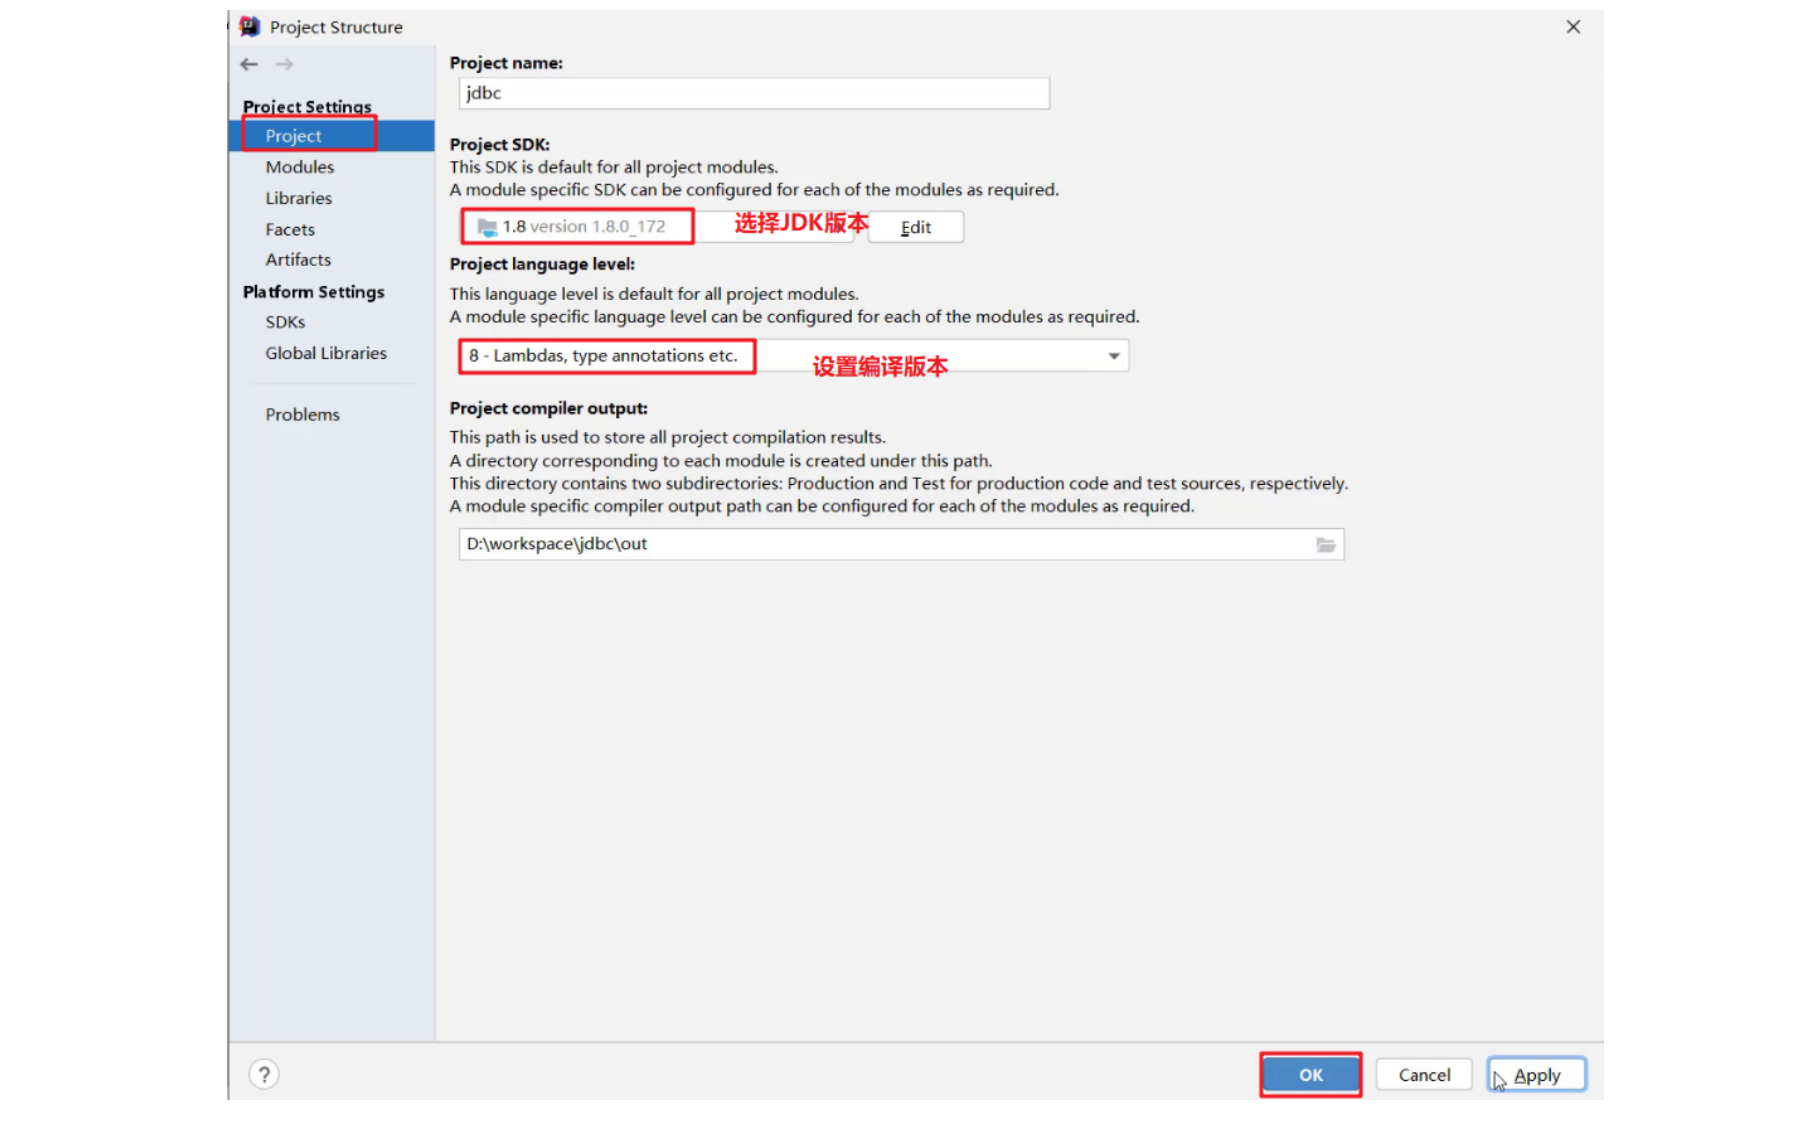 Project Structure
Project Settings
Project
Modules
Libraries
Facets
Artifacts
Platform Settings
SDKs
Global Libraries
Problems
Project name:
jdbc
Project SDK:
This SDK is default for all project modules.
A module specific SDK can be configured for each of the modules as required.
1.8 version 1.8.0_172 选择JDK版本 Edit
Project language level:
This language level is default for all project modules.
A module specific language level can be configured for each of the modules as required.
8 - Lambdas, type annotations etc. 设置编译版本
Project compiler output:
This path is used to store all project compilation results.
A directory corresponding to each module is created under this path.
This directory contains two subdirectories: Production and Test for production code and test sources, respectively.
A module specific compiler output path can be configured for each of the modules as required.
D:\workspace\jdbc\out
? OK Cancel Apply